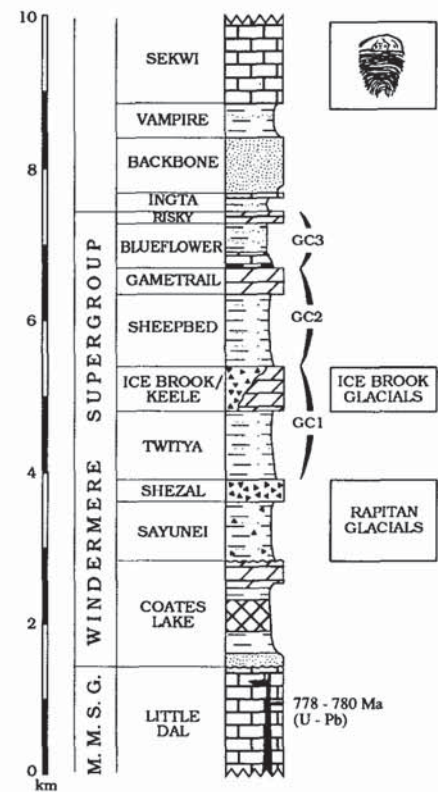 10
8
6
4
2
0
km
WINDERMERE SUPERGROUP
M. M. S. G.
SEKWI
VAMPIRE
BACKBONE
INGTA
RISKY
BLUEFLOWER
GAMETRAIL
SHEEPBED
ICE BROOK/
KEELE
TWITYA
SHEZAL
SAYUNEI
COATES
LAKE
LITTLE
DAL
GC3
GC2
GC1
ICE BROOK
GLACIALS
RAPITAN
GLACIALS
778 - 780 Ma
(U - Pb)